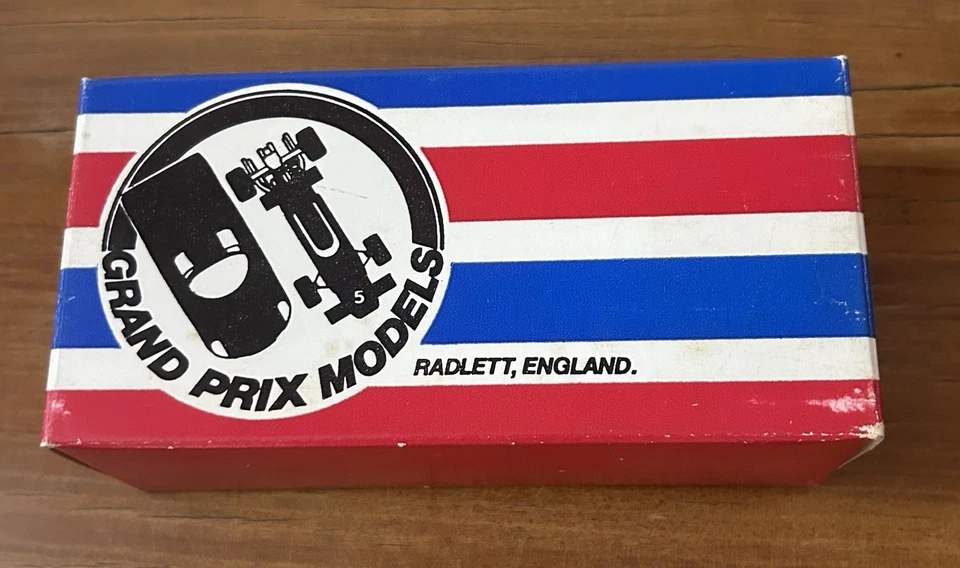 5
GRAND PRIX MODELS
RADLETT, ENGLAND.